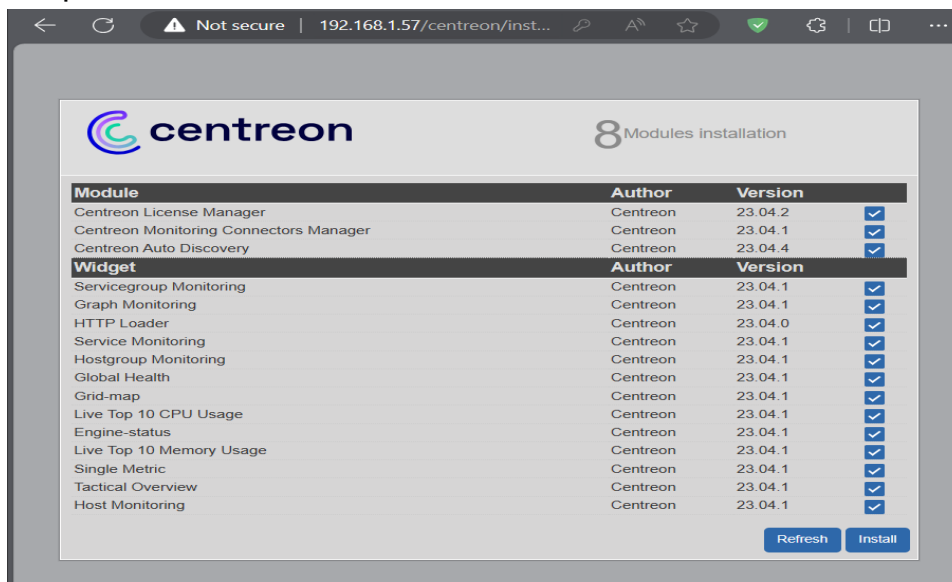 Not secure | 192.168.1.57/centreon/inst...
centreon
8 Modules installation
Module Author Version
Centreon License Manager Centreon 23.04.2
Centreon Monitoring Connectors Manager Centreon 23.04.1
Centreon Auto Discovery Centreon 23.04.4
Widget Author Version
Servicegroup Monitoring Centreon 23.04.1
Graph Monitoring Centreon 23.04.1
HTTP Loader Centreon 23.04.0
Service Monitoring Centreon 23.04.1
Hostgroup Monitoring Centreon 23.04.1
Global Health Centreon 23.04.1
Grid-map Centreon 23.04.1
Live Top 10 CPU Usage Centreon 23.04.1
Engine-status Centreon 23.04.1
Live Top 10 Memory Usage Centreon 23.04.1
Single Metric Centreon 23.04.1
Tactical Overview Centreon 23.04.1
Host Monitoring Centreon 23.04.1
Refresh Install